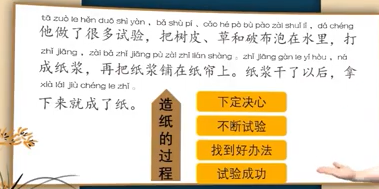 tā zuò le hěn duō shì yàn, bǎ shù pí、cǎo hé pò bù pào zài shuǐ lǐ, dǎ chéng
他做了很多试验，把树皮、草和破布泡在水里，打
zhǐ jiāng, zài bǎ zhǐ jiāng pū zài zhǐ lián shàng。zhǐ jiāng gān le yǐ hòu, ná
成纸浆，再把纸浆铺在纸帘上。纸浆干了以后，拿
xià lái jiù chéng le zhǐ。
下来就成了纸。
造纸的过程
下定决心
不断试验
找到好办法
试验成功